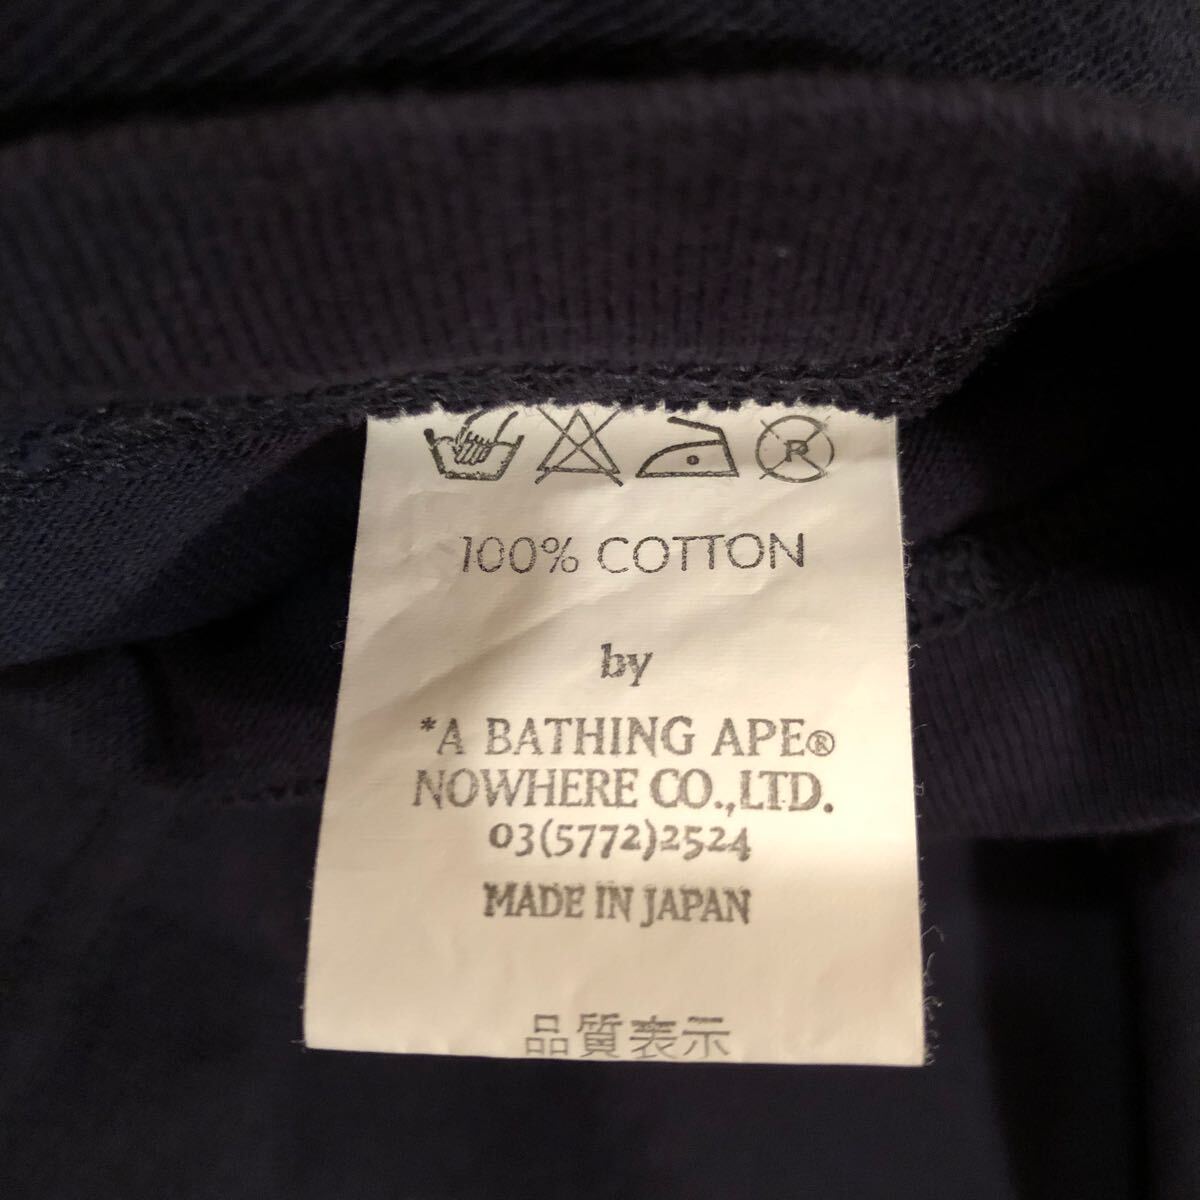 P
100% COTTON
by
*A BATHING APE®
NOWHERE CO.,LTD.
03(5772)2524
MADE IN JAPAN
品質表示